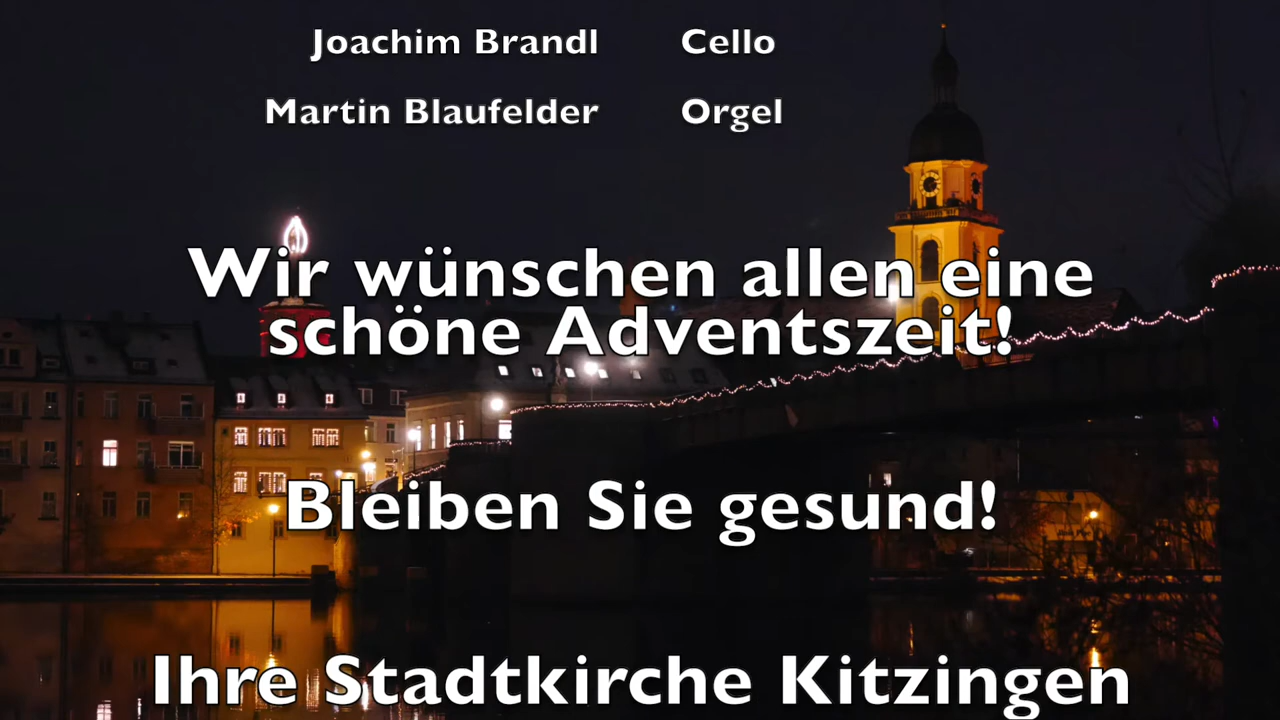 Joachim Brandl Cello
Martin Blaufelder Orgel
Wir wünschen allen eine
schöne Adventszeit!
Bleiben Sie gesund!
Ihre Stadtkirche Kitzingen